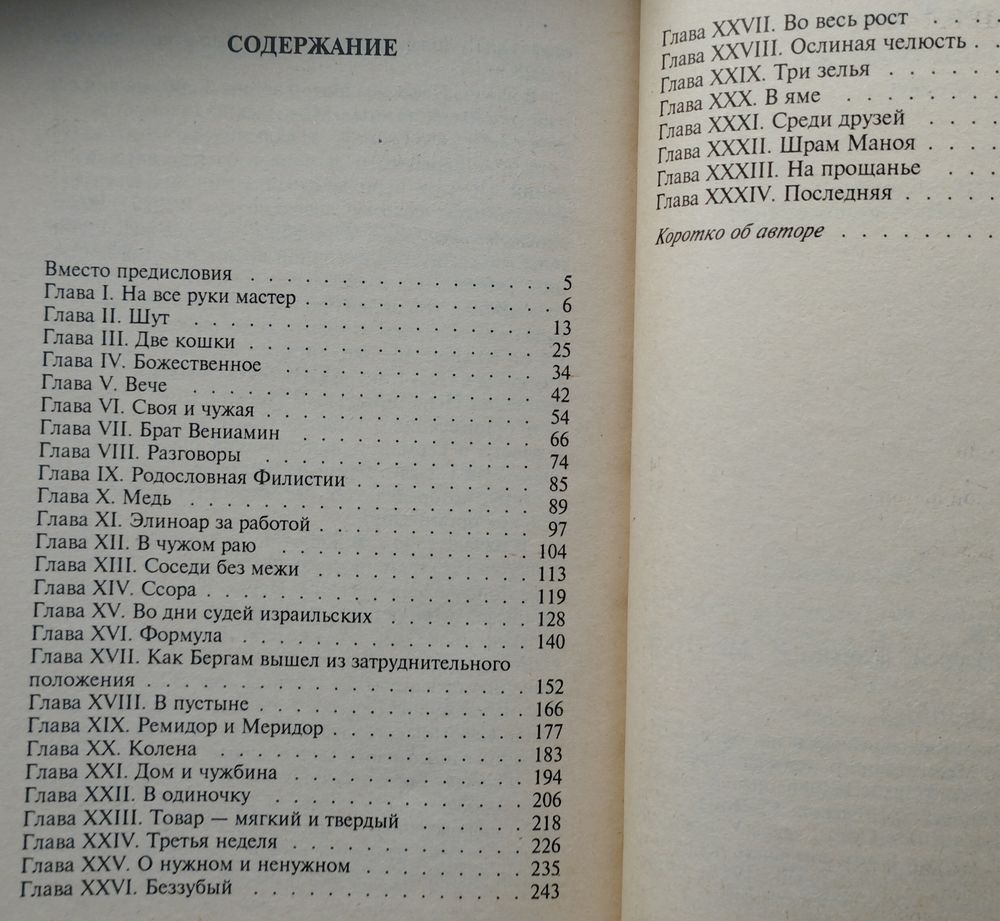 СОДЕРЖАНИЕ
Вместо предисловия . . . . . . . . . . . . . . . . 5
Глава I. На все руки мастер . . . . . . . . . . . . . 6
Глава II. Шут . . . . . . . . . . . . . . . . . . 13
Глава III. Две кошки . . . . . . . . . . . . . . . 25
Глава IV. Божественное . . . . . . . . . . . . . . 34
Глава V. Вече . . . . . . . . . . . . . . . . . . 42
Глава VI. Своя и чужая . . . . . . . . . . . . . . 54
Глава VII. Брат Вениамин . . . . . . . . . . . . . 66
Глава VIII. Разговоры . . . . . . . . . . . . . . . 74
Глава IX. Родословная Филистии . . . . . . . . . . 85
Глава X. Медь . . . . . . . . . . . . . . . . . . 89
Глава XI. Элиноар за работой . . . . . . . . . . . 97
Глава XII. В чужом раю . . . . . . . . . . . . . . 104
Глава XIII. Соседи без межи . . . . . . . . . . . . 113
Глава XIV. Ссора . . . . . . . . . . . . . . . . . 119
Глава XV. Во дни судей израильских . . . . . . . . 128
Глава XVI. Формула . . . . . . . . . . . . . . . . 140
Глава XVII. Как Бергам вышел из затруднительного
положения . . . . . . . . . . . . . . . . . . . . 152
Глава XVIII. В пустыне . . . . . . . . . . . . . . 166
Глава XIX. Ремидор и Меридор . . . . . . . . . . . 177
Глава XX. Колена . . . . . . . . . . . . . . . . . 183
Глава XXI. Дом и чужбина . . . . . . . . . . . . . 194
Глава XXII. В одиночку . . . . . . . . . . . . . . 206
Глава XXIII. Товар — мягкий и твердый . . . . . . 218
Глава XXIV. Третья неделя . . . . . . . . . . . . . 226
Глава XXV. О нужном и ненужном . . . . . . . . . 235
Глава XXVI. Беззубый . . . . . . . . . . . . . . . 243
Глава XXVII. Во весь рост . . . .
Глава XXVIII. Ослиная челюсть . .
Глава XXIX. Три зелья . . . . . .
Глава XXX. В яме . . . . . . . .
Глава XXXI. Среди друзей . . . .
Глава XXXII. Шрам Маноя . . . .
Глава XXXIII. На прощанье . . .
Глава XXXIV. Последняя . . . . .
Коротко об авторе . . . . . . . .